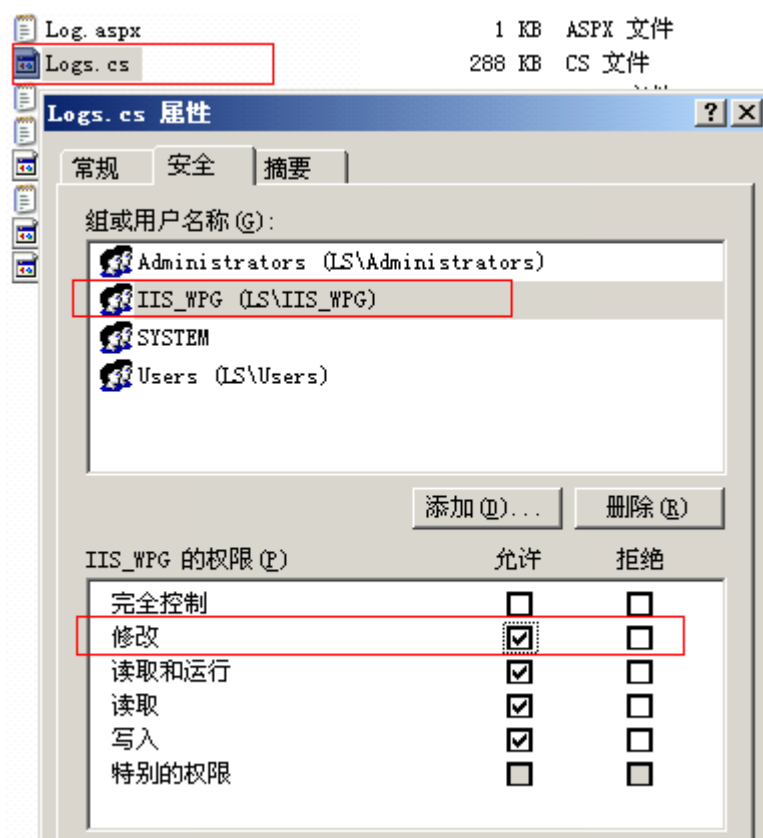 Log.aspx 1 KB ASPX 文件
Logs.cs 288 KB CS 文件
Logs.cs 属性
常规 安全 摘要
组或用户名称(G):
Administrators (LS\Administrators)
IIS_WPG (LS\IIS_WPG)
SYSTEM
Users (LS\Users)
添加(D)... 删除(R)
IIS_WPG 的权限(P) 允许 拒绝
完全控制
修改
读取和运行
读取
写入
特别的权限